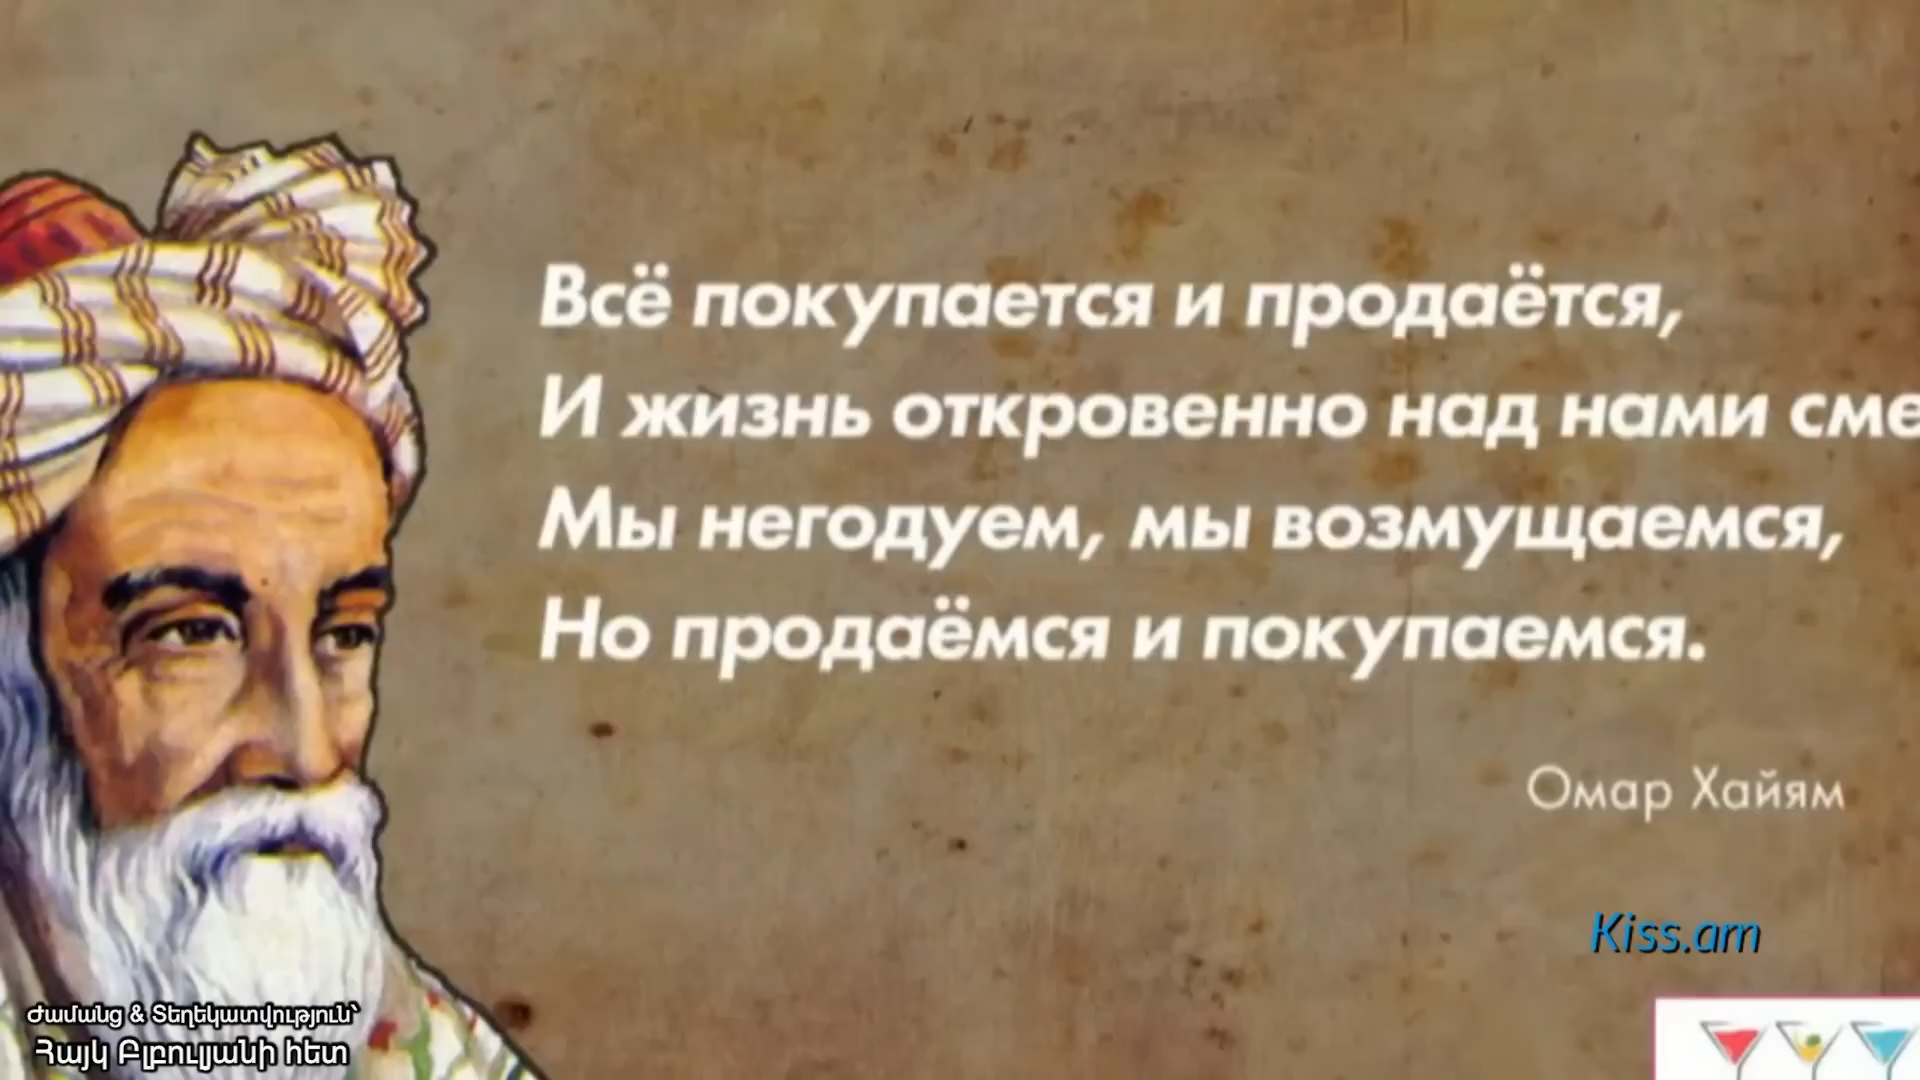 Всё покупается и продаётся,
И жизнь откровенно над нами
Мы негодуем, мы возмущаемся,
Но продаёмся и покупаемся.
Омар Хайям
Kiss.am
Ժամանց & Տեղեկատվություն՝
Հայկ Բլբուլյանի հետ